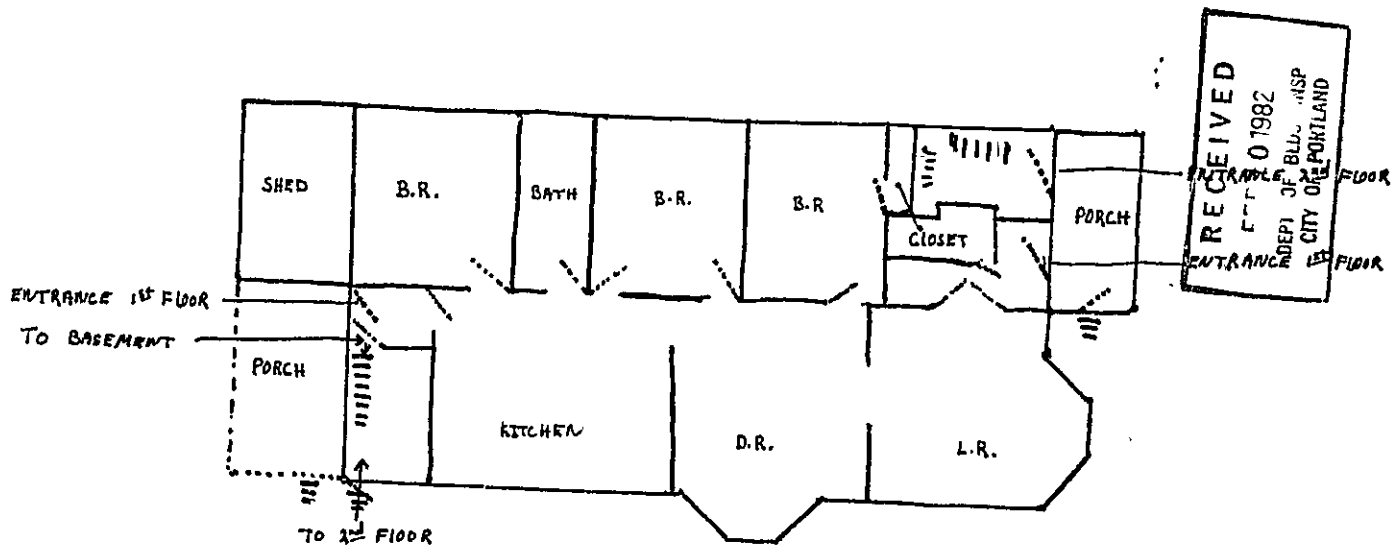 RECEIVED
0 1982
DEPT OF BLDG INSP
CITY OF PORTLAND
SHED
B.R.
BATH
B.R.
B.R
CLOSET
PORCH
ENTRANCE 2nd FLOOR
ENTRANCE 1ST FLOOR
ENTRANCE 1ST FLOOR
TO BASEMENT
PORCH
KITCHEN
D.R.
L.R.
TO 2nd FLOOR